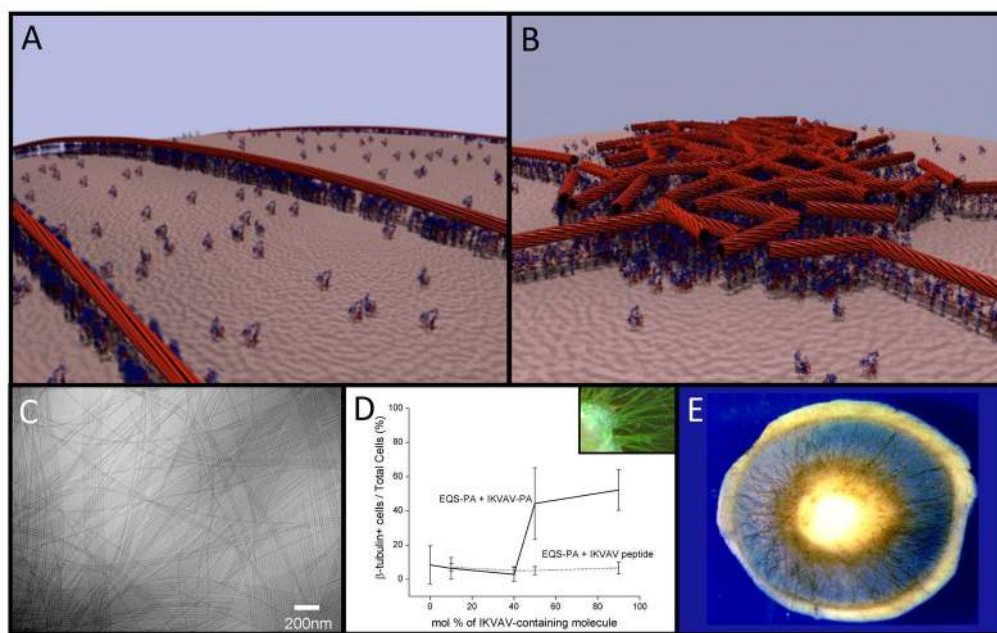 A
B
C
200nm
D
β-tubulin+ cells / Total Cells (%)
100
80
60
40
20
0
EQS-PA + IKVAV-PA
EQS-PA + IKVAV peptide
0 20 40 60 80 100
mol % of IKVAV-containing molecule
E